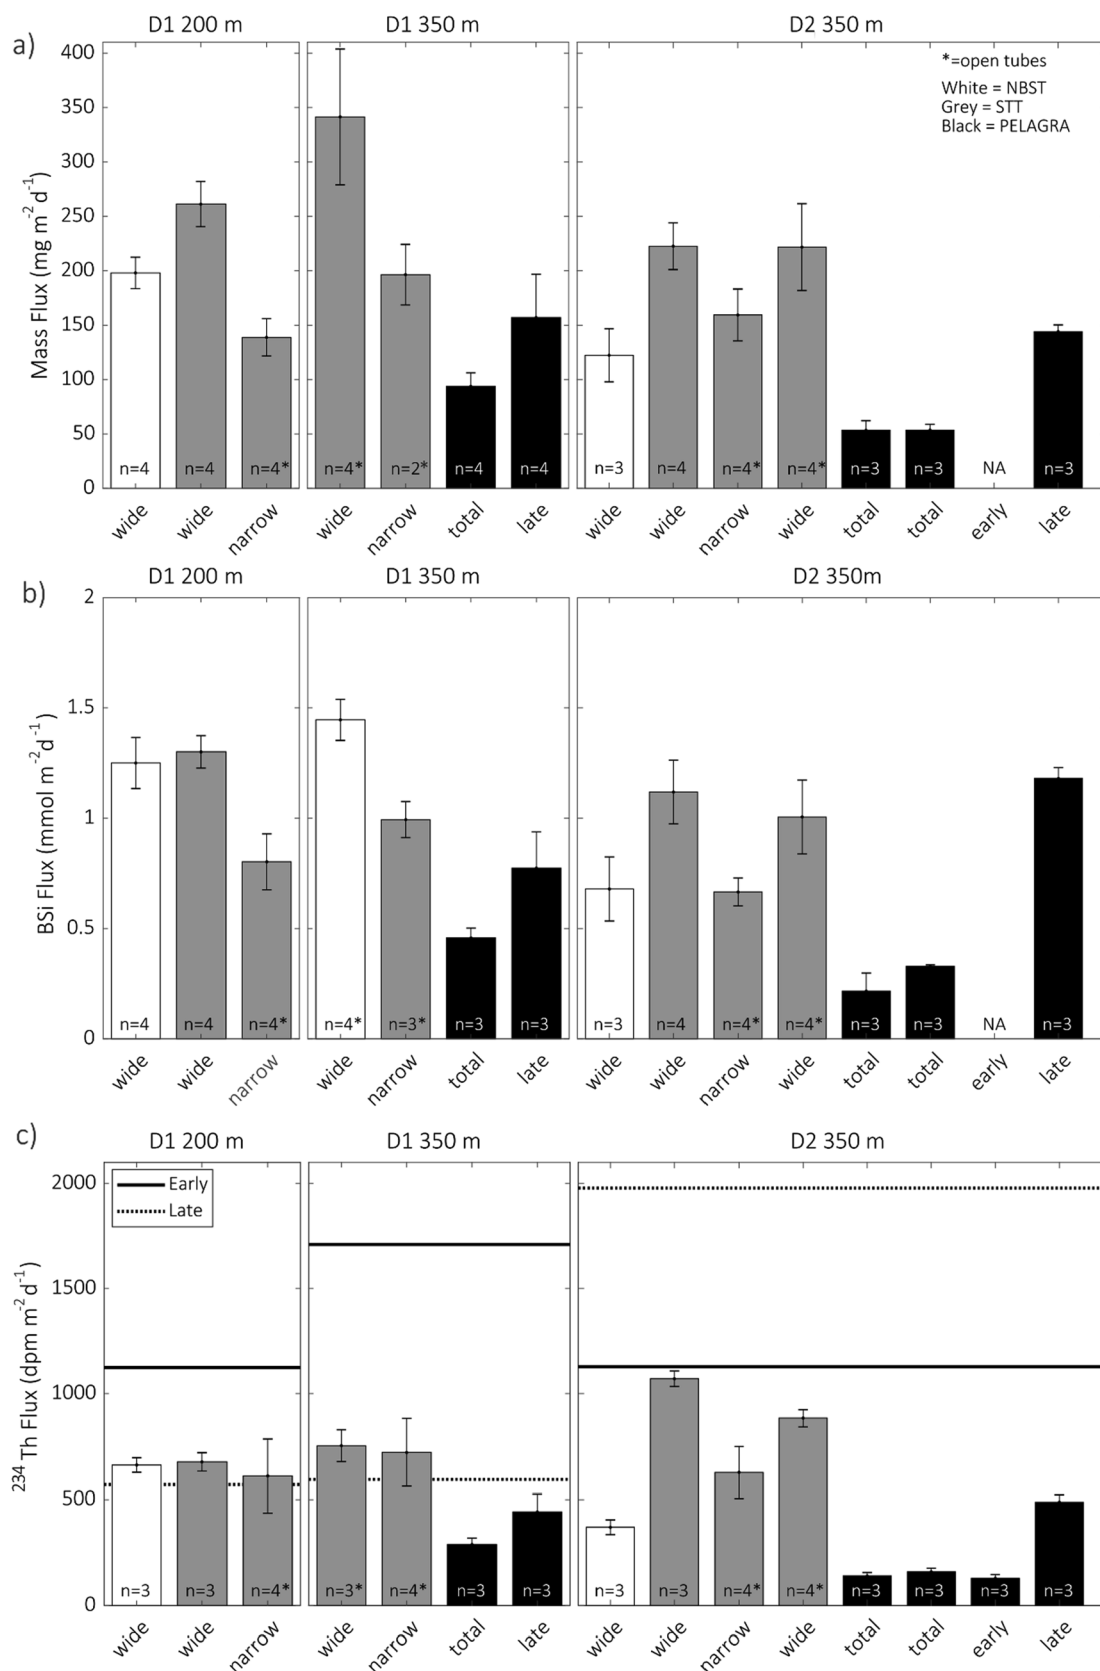 a)
D1 200 m D1 350 m D2 350 m
*=open tubes
White = NBST
Grey = STT
Black = PELAGRA
Mass Flux (mg m⁻² d⁻¹)
400
350
300
250
200
150
100
50
0
n=4 n=4 n=4* n=4* n=2* n=4 n=4 n=3 n=4 n=4* n=4* n=3 n=3 NA n=3
wide wide narrow wide narrow total late wide wide narrow wide total total early late
b)
D1 200 m D1 350 m D2 350m
BSi Flux (mmol m⁻²d⁻¹)
2
1.5
1
0.5
0
n=4 n=4 n=4* n=4* n=3* n=3 n=3 n=3 n=4 n=4* n=4* n=3 n=3 NA n=3
wide wide narrow wide narrow total late wide wide narrow wide total total early late
c)
D1 200 m D1 350 m D2 350 m
Early
Late
²³⁴Th Flux (dpm m⁻² d⁻¹)
2000
1500
1000
500
0
n=3 n=3 n=4* n=3* n=4* n=3 n=3 n=3 n=3 n=4* n=4* n=3 n=3 n=3 n=3
wide wide narrow wide narrow total late wide wide narrow wide total total early late